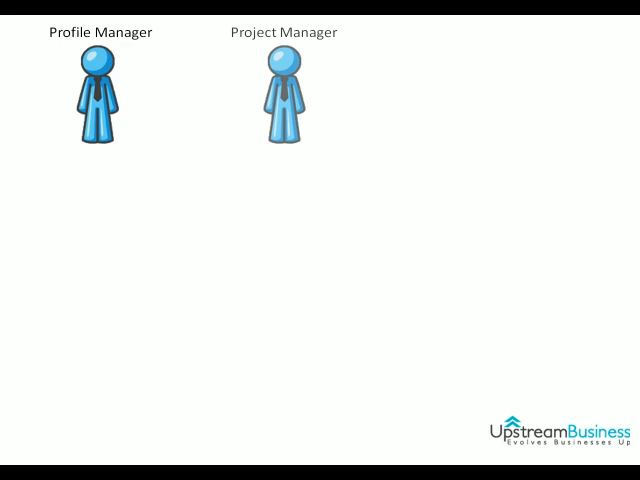 Profile Manager
Project Manager
UpstreamBusiness
Evolves Businesses Up